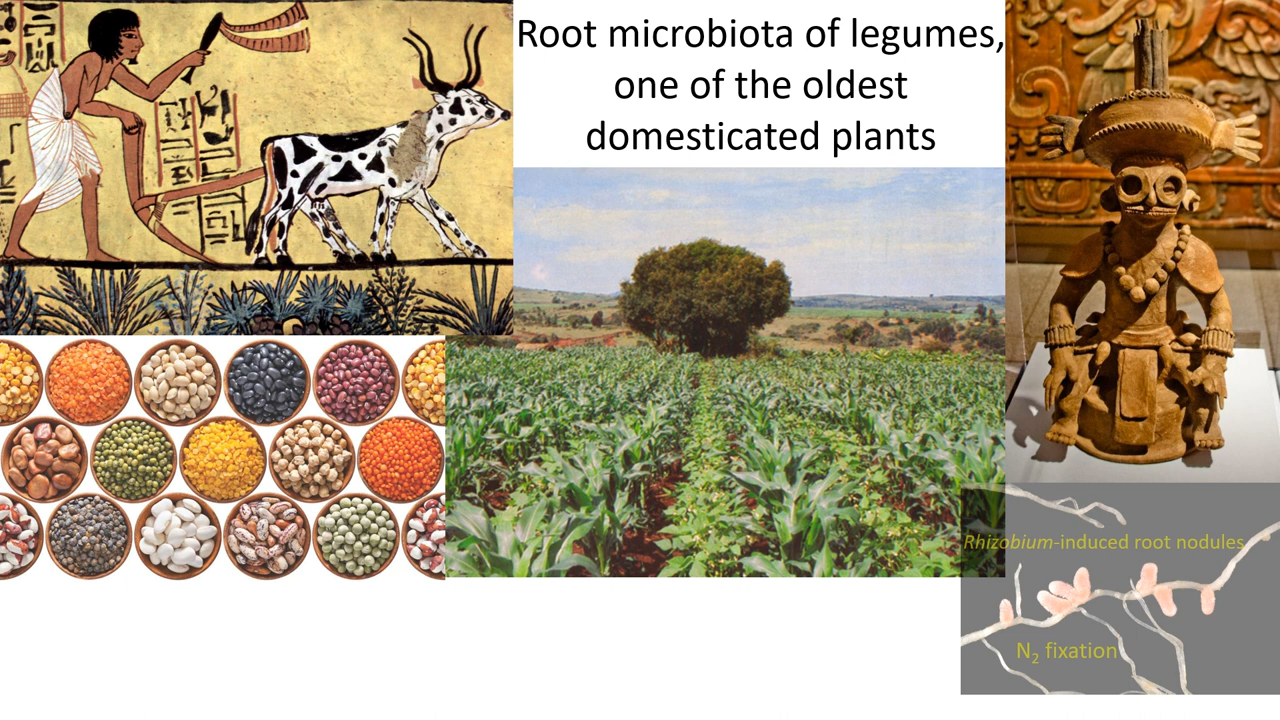 Root microbiota of legumes,
one of the oldest
domesticated plants
Rhizobium-induced root nodules
N₂ fixation